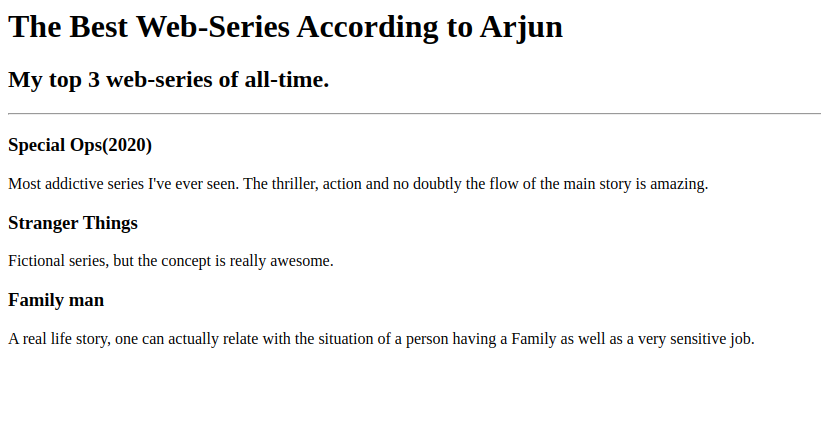 The Best Web-Series According to Arjun
My top 3 web-series of all-time.
Special Ops(2020)
Most addictive series I've ever seen. The thriller, action and no doubtly the flow of the main story is amazing.
Stranger Things
Fictional series, but the concept is really awesome.
Family man
A real life story, one can actually relate with the situation of a person having a Family as well as a very sensitive job.